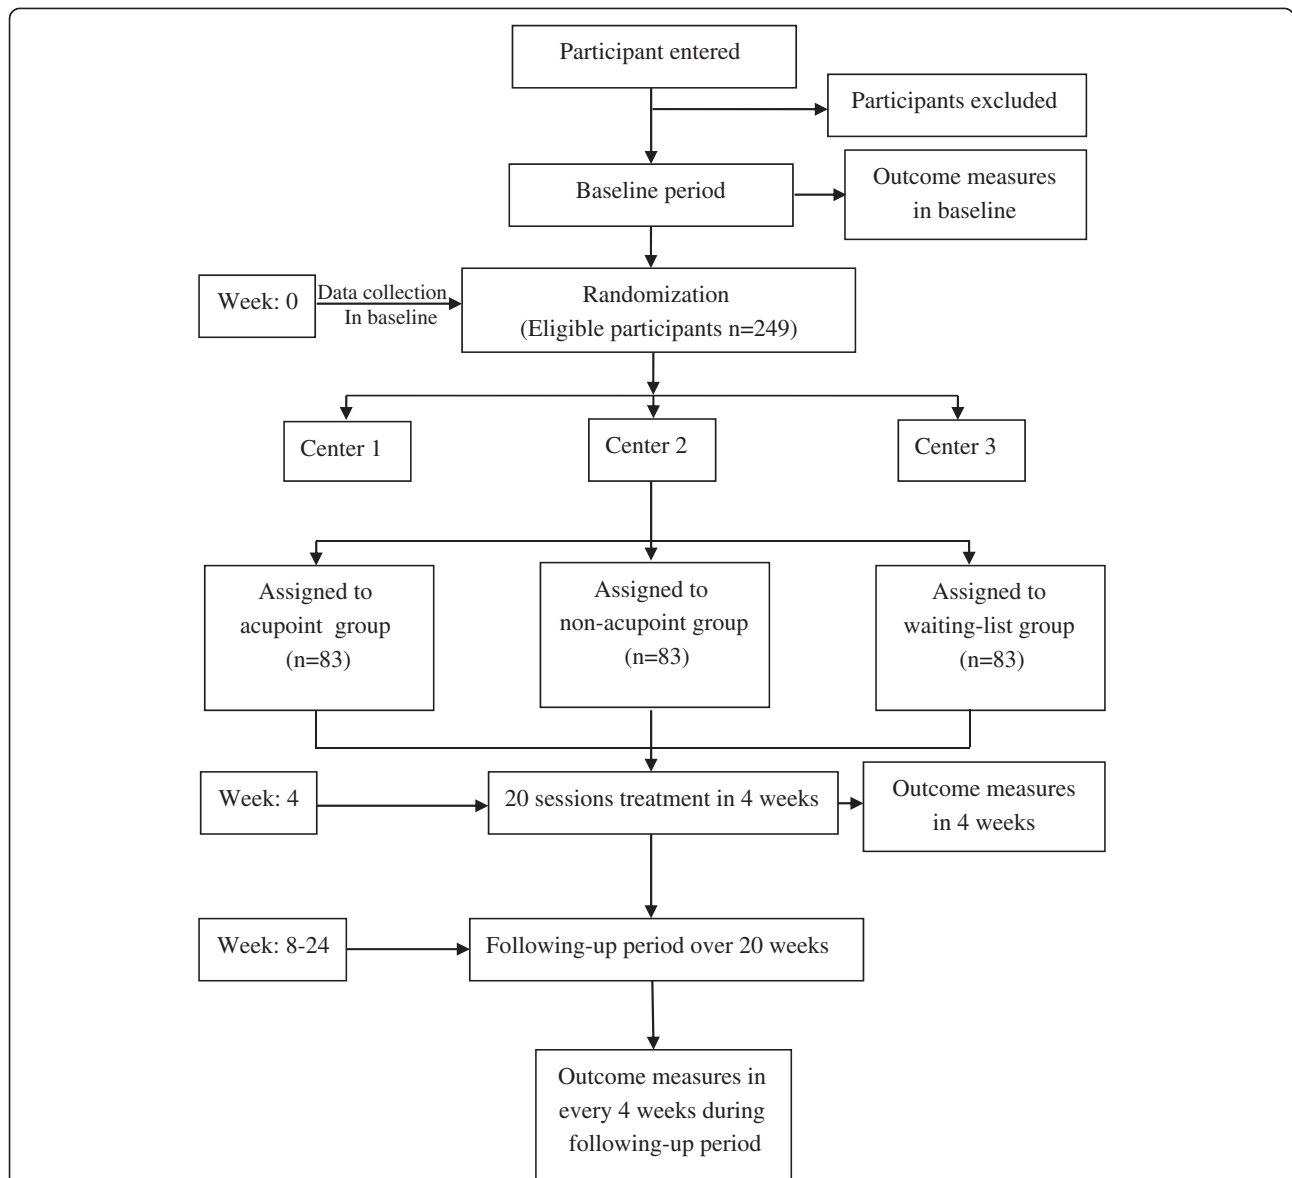 Participant entered
Participants excluded
Baseline period
Outcome measures
in baseline
Week: 0
Data collection
In baseline
Randomization
(Eligible participants n=249)
Center 1
Center 2
Center 3
Assigned to
acupoint group
(n=83)
Assigned to
non-acupoint group
(n=83)
Assigned to
waiting-list group
(n=83)
Week: 4
20 sessions treatment in 4 weeks
Outcome measures
in 4 weeks
Week: 8-24
Following-up period over 20 weeks
Outcome measures in
every 4 weeks during
following-up period